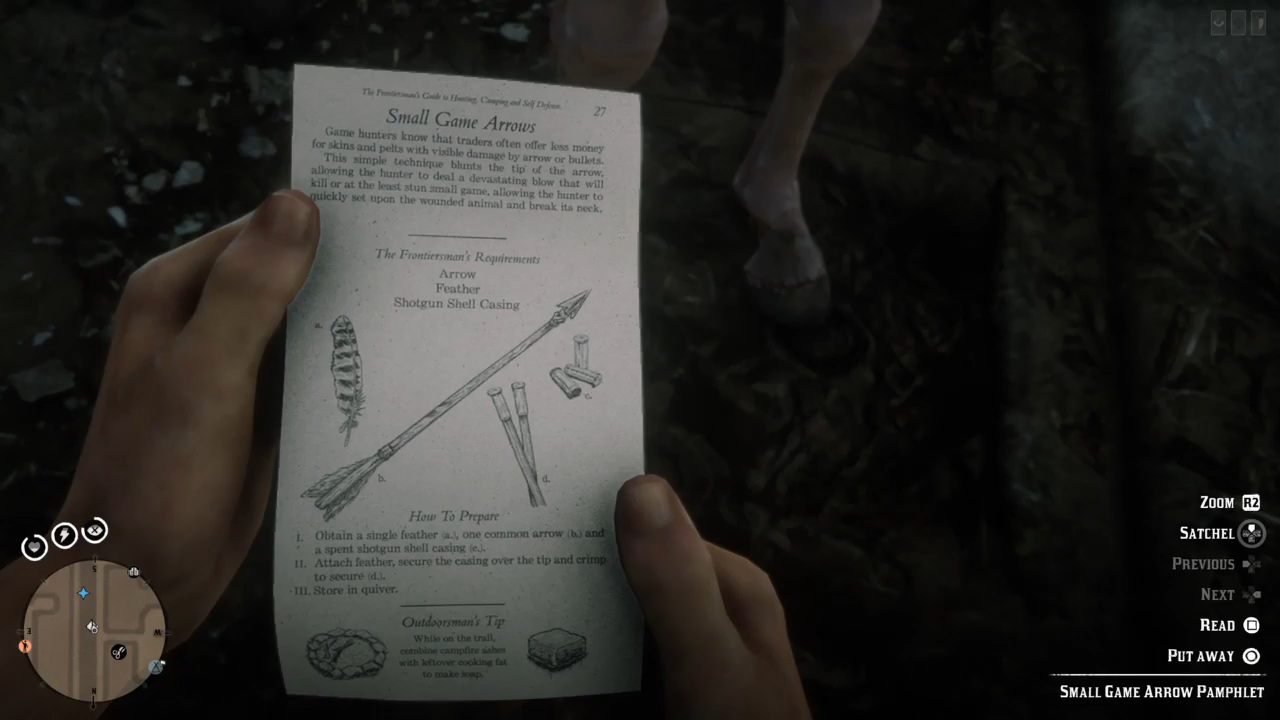 The Frontiersman's Guide to Hunting, Camping and Self Defense.
27
Small Game Arrows
Game hunters know that traders often offer less money
for skins and pelts with visible damage by arrow or bullets.
This simple technique blunts the tip of the arrow,
allowing the hunter to deal a devastating blow that will
kill or at the least stun small game, allowing the hunter to
quickly set upon the wounded animal and break its neck.
The Frontiersman's Requirements
Arrow
Feather
Shotgun Shell Casing
a.
c.
b.
d.
How To Prepare
I. Obtain a single feather (a.), one common arrow (b.) and
a spent shotgun shell casing (c.).
II. Attach feather, secure the casing over the tip and crimp
to secure (d.).
III. Store in quiver.
Outdoorsman's Tip
While on the trail,
combine campfire ashes
with leftover cooking fat
to make soap.
ZOOM R2
SATCHEL
PREVIOUS
NEXT
READ
PUT AWAY
SMALL GAME ARROW PAMPHLET
S
E
W
N